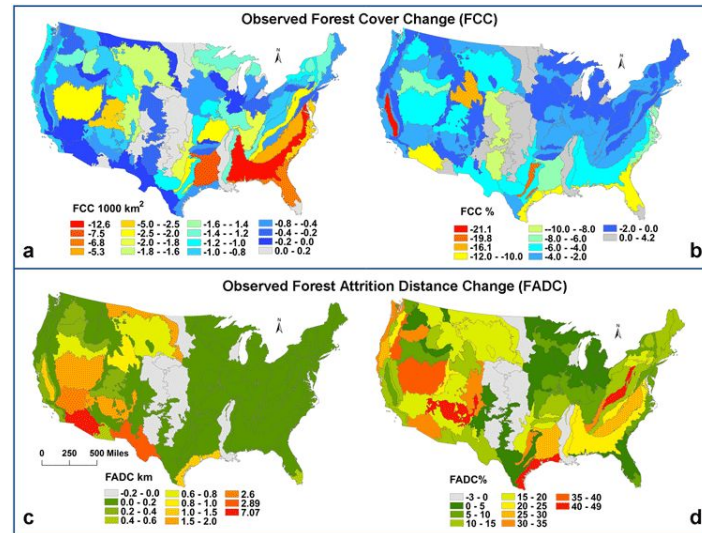 Observed Forest Cover Change (FCC)
N
N
FCC 1000 km²
-12.6
-7.5
-6.8
-5.3
-5.0 - -2.5
-2.5 - -2.0
-2.0 - -1.8
-1.8 - -1.6
-1.6 - -1.4
-1.4 - -1.2
-1.2 - -1.0
-1.0 - -0.8
-0.8 - -0.4
-0.4 - -0.2
-0.2 - 0.0
0.0 - 0.2
a
FCC %
-21.1
-19.8
-16.1
-12.0 - -10.0
--10.0 - -8.0
-8.0 - -6.0
-6.0 - -4.0
-4.0 - -2.0
-2.0 - 0.0
0.0 - 4.2
b
Observed Forest Attrition Distance Change (FADC)
N
N
0 250 500 Miles
FADC km
-0.2 - 0.0
0.0 - 0.2
0.2 - 0.4
0.4 - 0.6
0.6 - 0.8
0.8 - 1.0
1.0 - 1.5
1.5 - 2.0
2.6
2.89
7.07
c
FADC%
-3 - 0
0 - 5
5 - 10
10 - 15
15 - 20
20 - 25
25 - 30
30 - 35
35 - 40
40 - 49
d